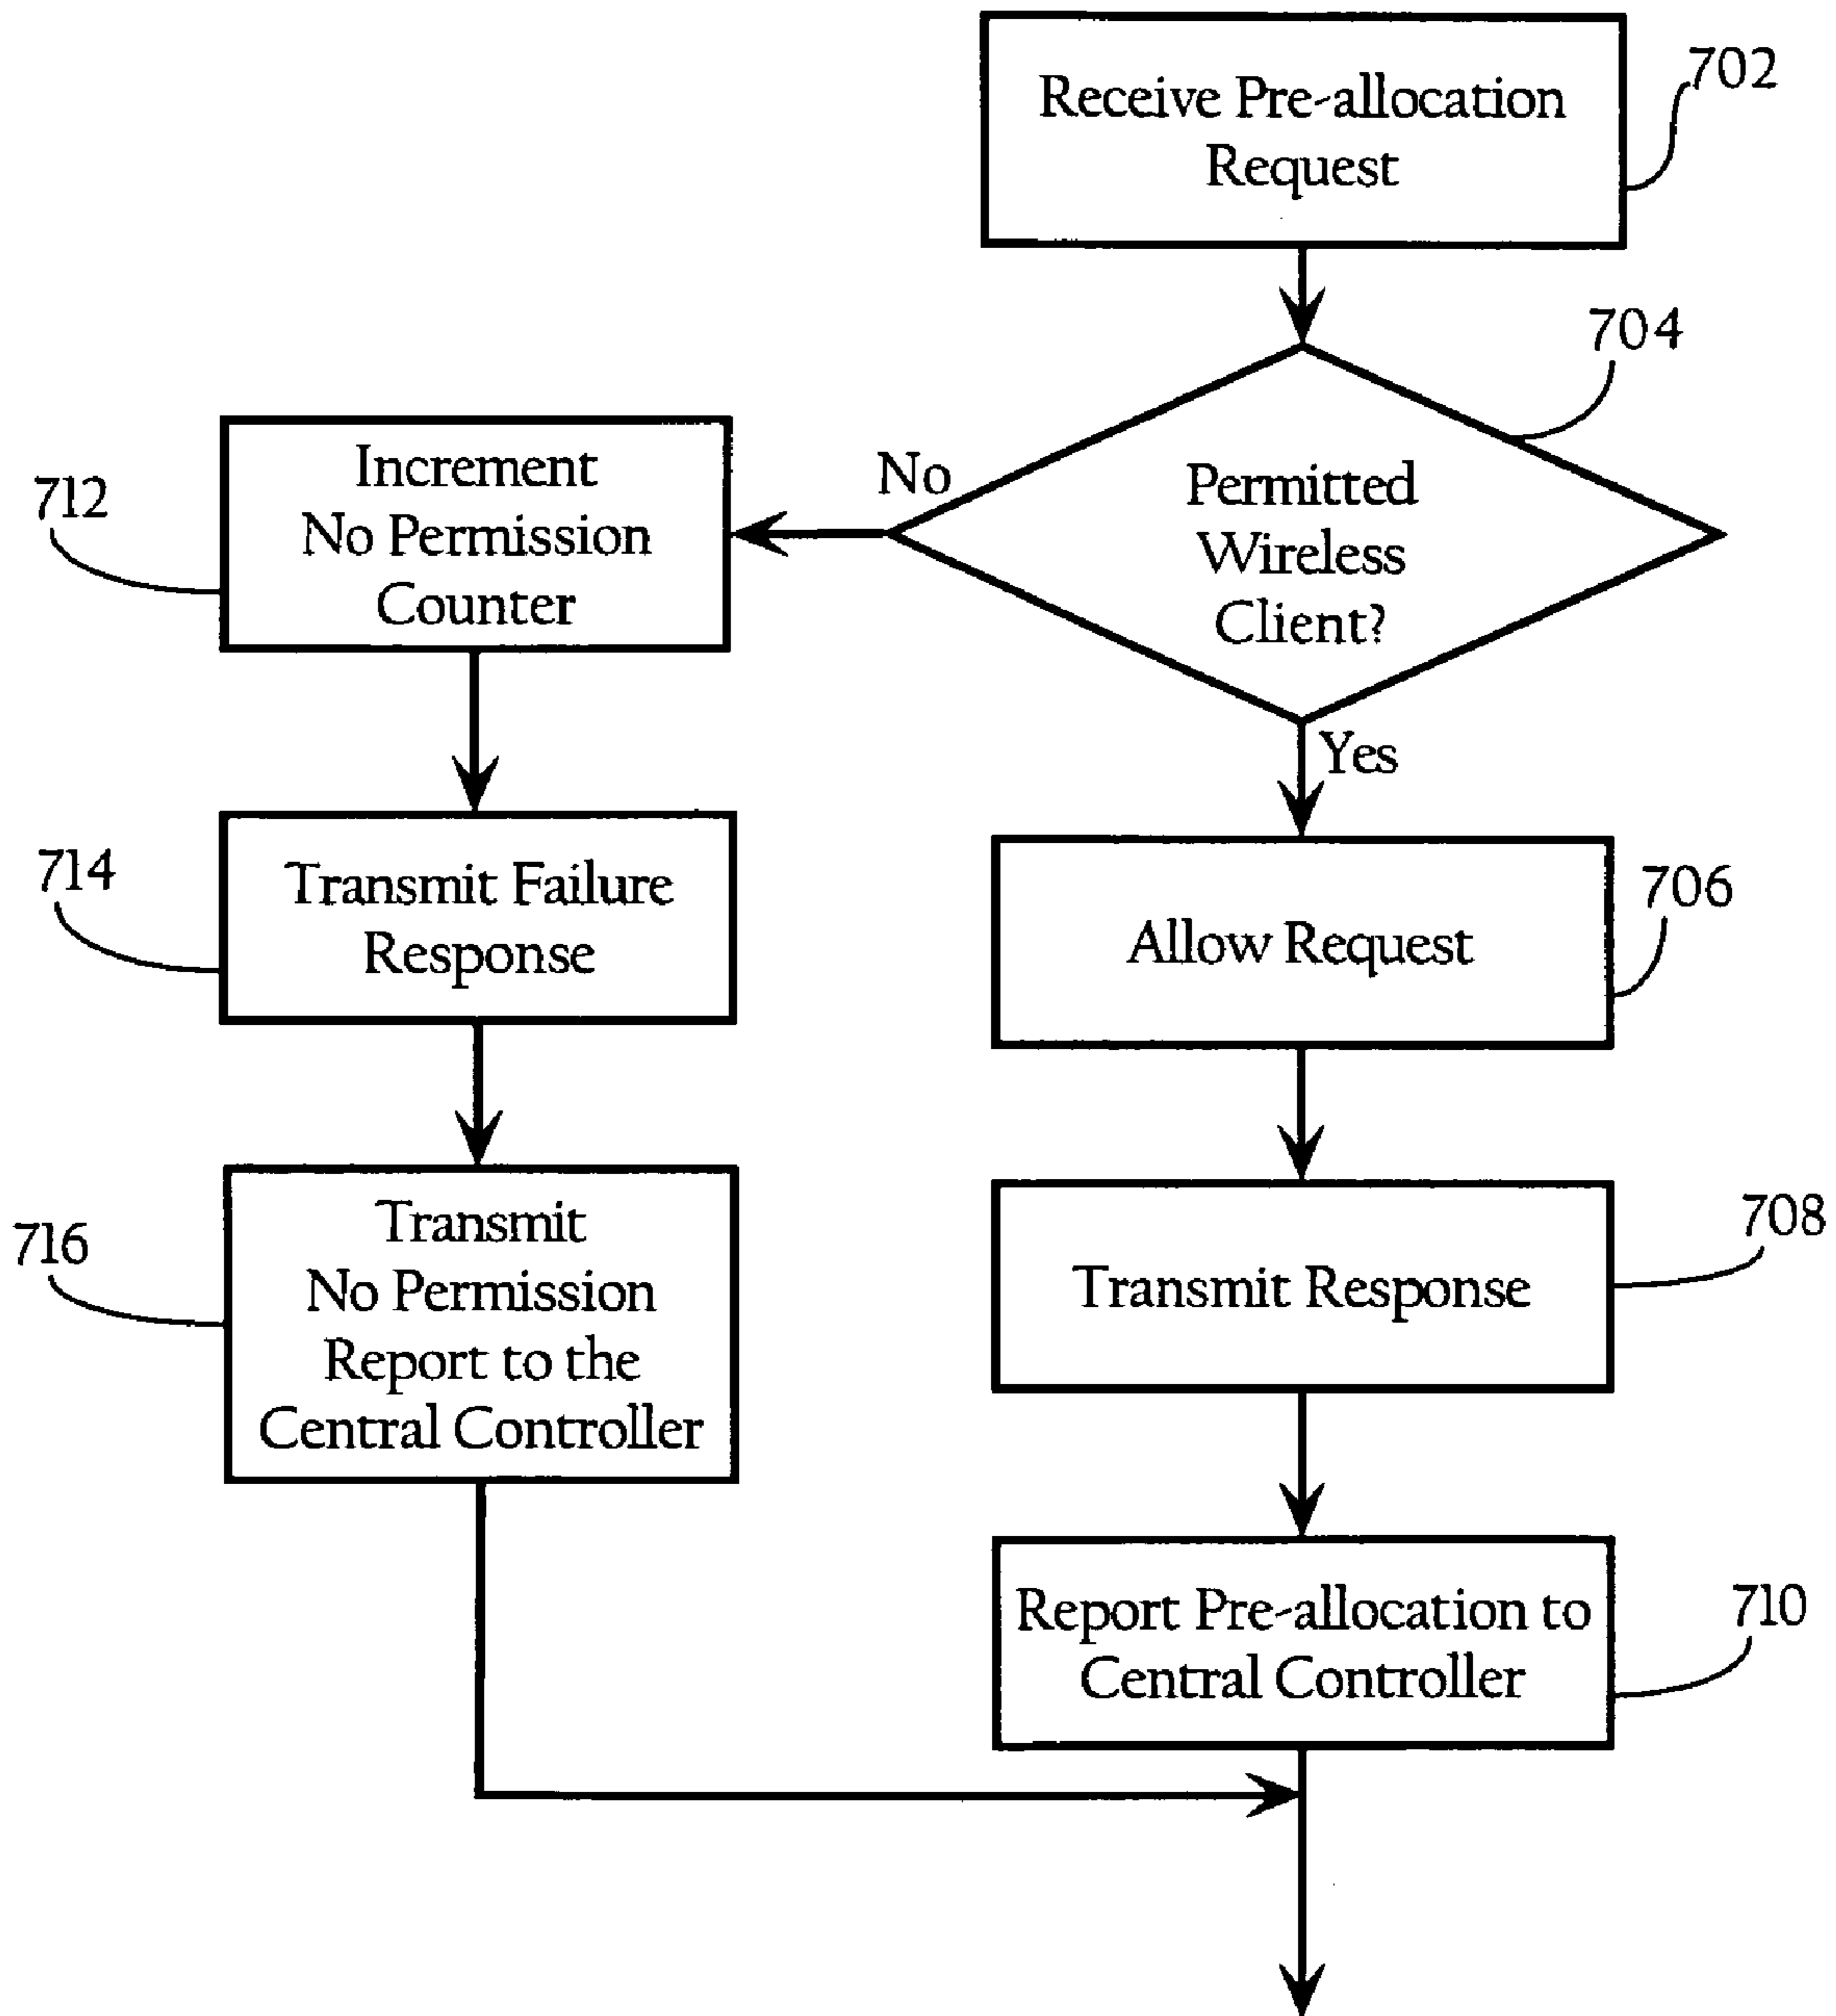 Receive Pre-allocation
Request
702
704
Permitted
Wireless
Client?
No
Yes
Increment
No Permission
Counter
712
Transmit Failure
Response
714
Allow Request
706
Transmit
No Permission
Report to the
Central Controller
716
Transmit Response
708
Report Pre-allocation to
Central Controller
710